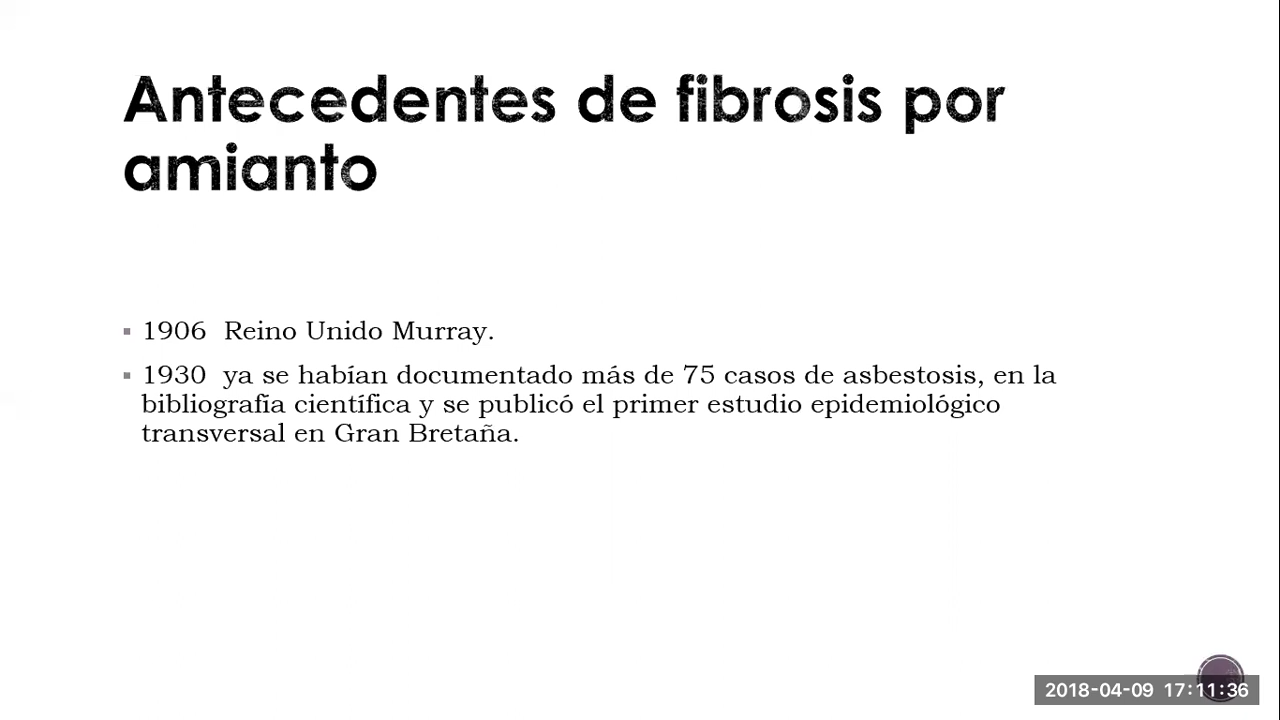 Antecedentes de fibrosis por
amianto
▪ 1906  Reino Unido Murray.
▪ 1930  ya se habían documentado más de 75 casos de asbestosis, en la
bibliografía científica y se publicó el primer estudio epidemiológico
transversal en Gran Bretaña.
2018-04-09 17:11:36